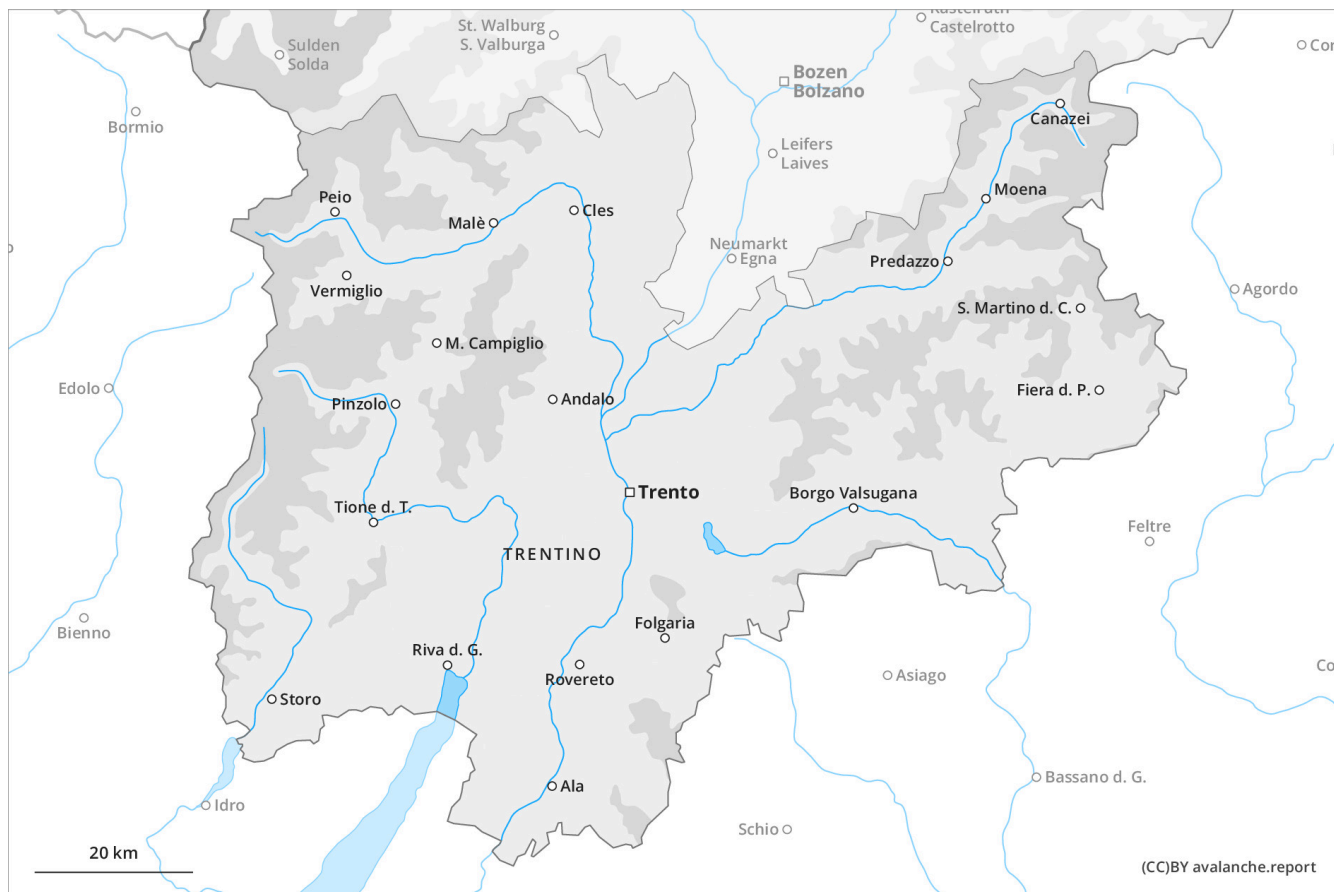 Kastelruth
Castelrotto
St. Walburg
S. Valburga
Sulden
Solda
Bozen
Bolzano
Bormio
Canazei
Leifers
Laives
Peio
Malè
Cles
Moena
Neumarkt
Egna
Predazzo
Vermiglio
Agordo
S. Martino d. C.
M. Campiglio
Edolo
Pinzolo
Andalo
Fiera d. P.
Trento
Borgo Valsugana
Tione d. T.
Feltre
TRENTINO
Bienno
Folgaria
Riva d. G.
Rovereto
Asiago
Storo
Idro
Ala
Bassano d. G.
Schio
20 km
(CC)BY avalanche.report